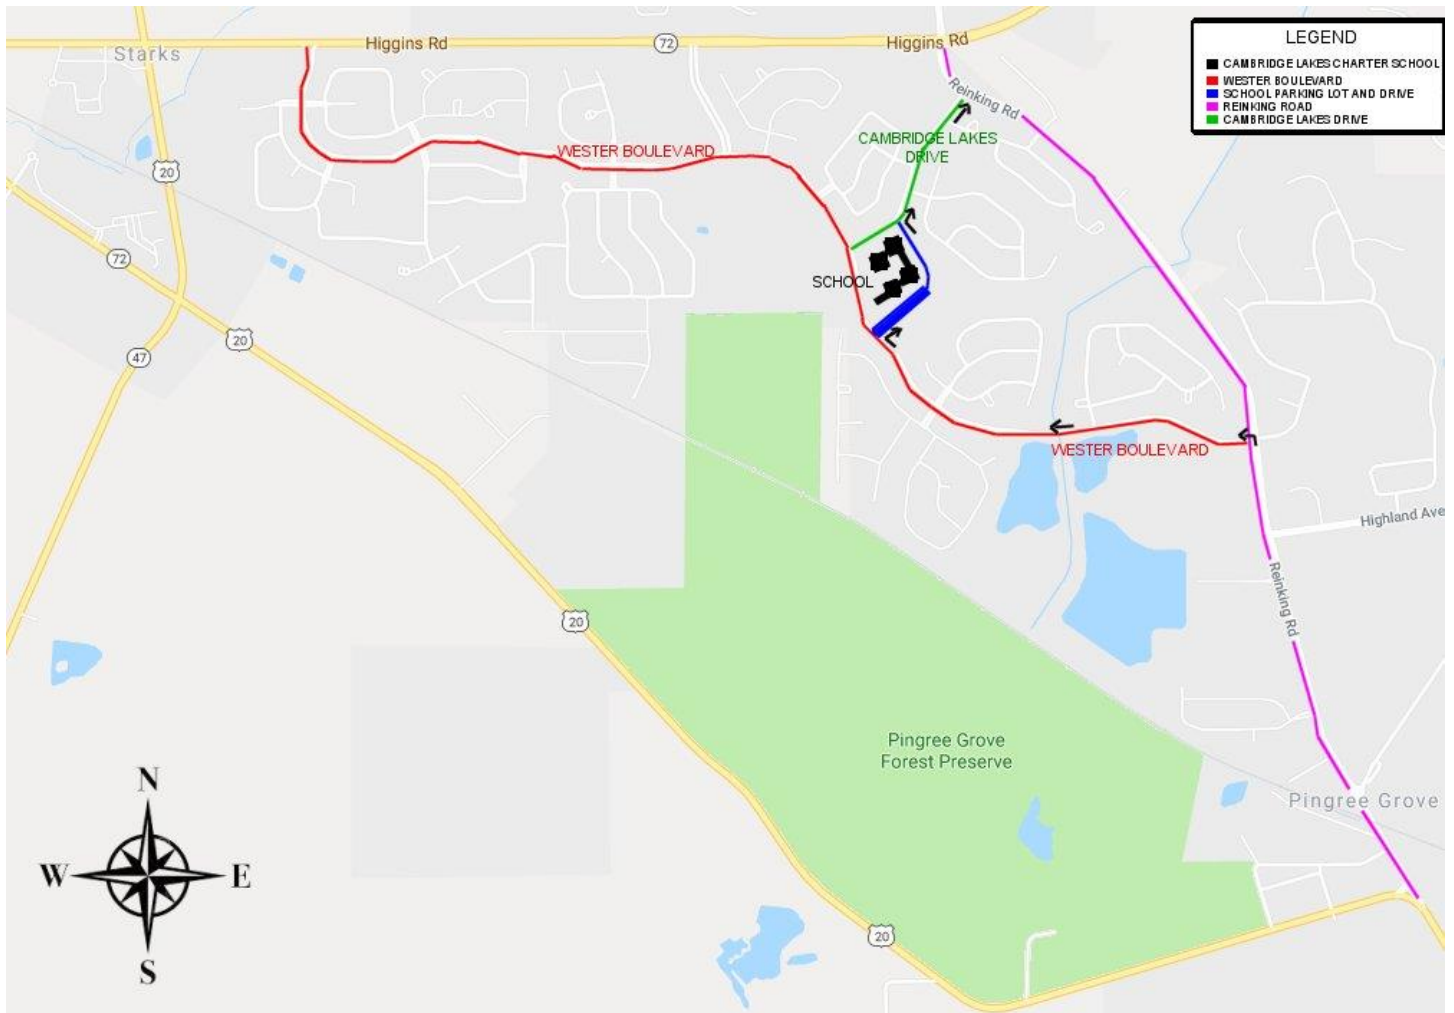 Higgins Rd
72
Higgins Rd
LEGEND
CAMBRIDGE LAKES CHARTER SCHOOL
WESTER BOULEVARD
SCHOOL PARKING LOT AND DRIVE
REINKING ROAD
CAMBRIDGE LAKES DRIVE
Starks
Reinking Rd
CAMBRIDGE LAKES
DRIVE
WESTER BOULEVARD
20
72
SCHOOL
20
47
WESTER BOULEVARD
Highland Ave
Reinking Rd
20
Pingree Grove
Forest Preserve
Pingree Grove
N
W
E
S
20